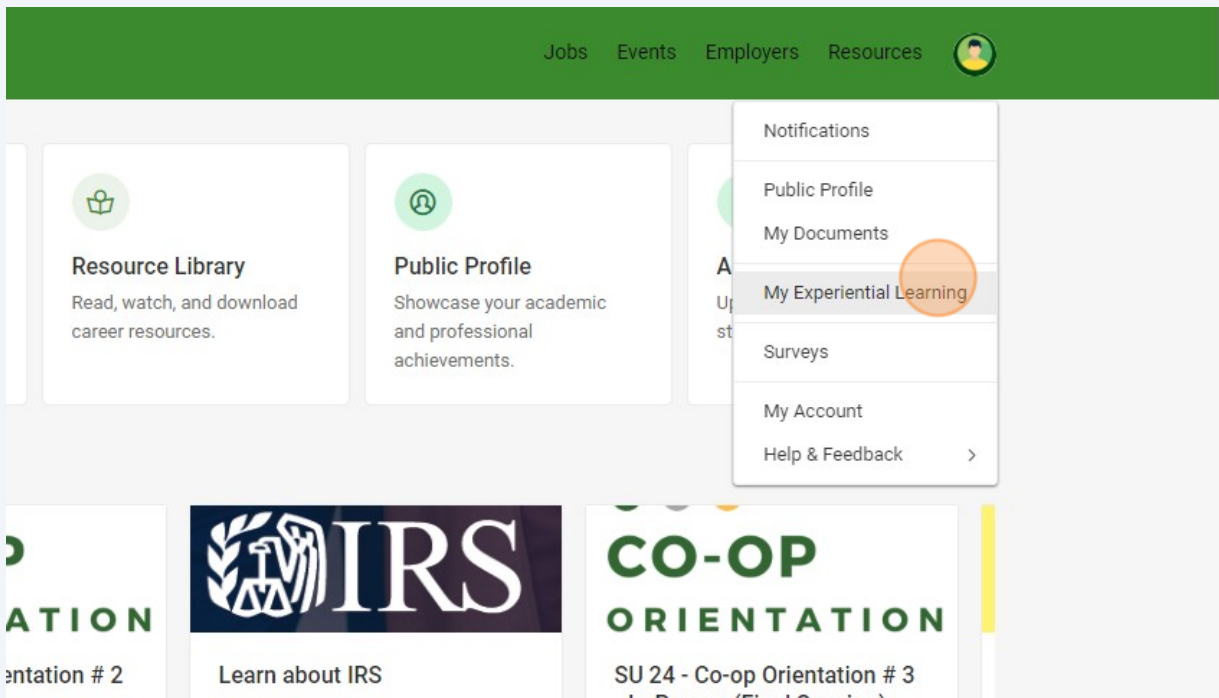 Jobs Events Employers Resources
Notifications
Public Profile
My Documents
My Experiential Learning
Surveys
My Account
Help & Feedback
Resource Library
Read, watch, and download
career resources.
Public Profile
Showcase your academic
and professional
achievements.
A
st
P
ATION
entation # 2
IRS
Learn about IRS
CO-OP
ORIENTATION
SU 24 - Co-op Orientation # 3